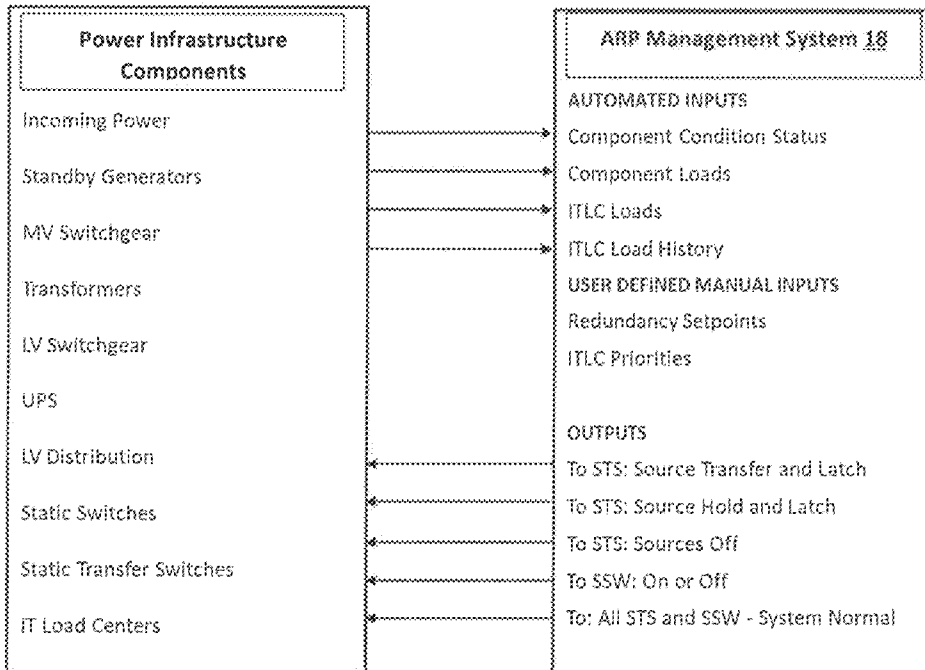 Power Infrastructure
Components
Incoming Power
Standby Generators
MV Switchgear
Transformers
LV Switchgear
UPS
LV Distribution
Static Switches
Static Transfer Switches
IT Load Centers
ARP Management System 18
AUTOMATED INPUTS
Component Condition Status
Component Loads
ITLC Loads
ITLC Load History
USER DEFINED MANUAL INPUTS
Redundancy Setpoints
ITLC Priorities
OUTPUTS
To STS: Source Transfer and Latch
To STS: Source Hold and Latch
To STS: Sources Off
To SSW: On or Off
To: All STS and SSW - System Normal